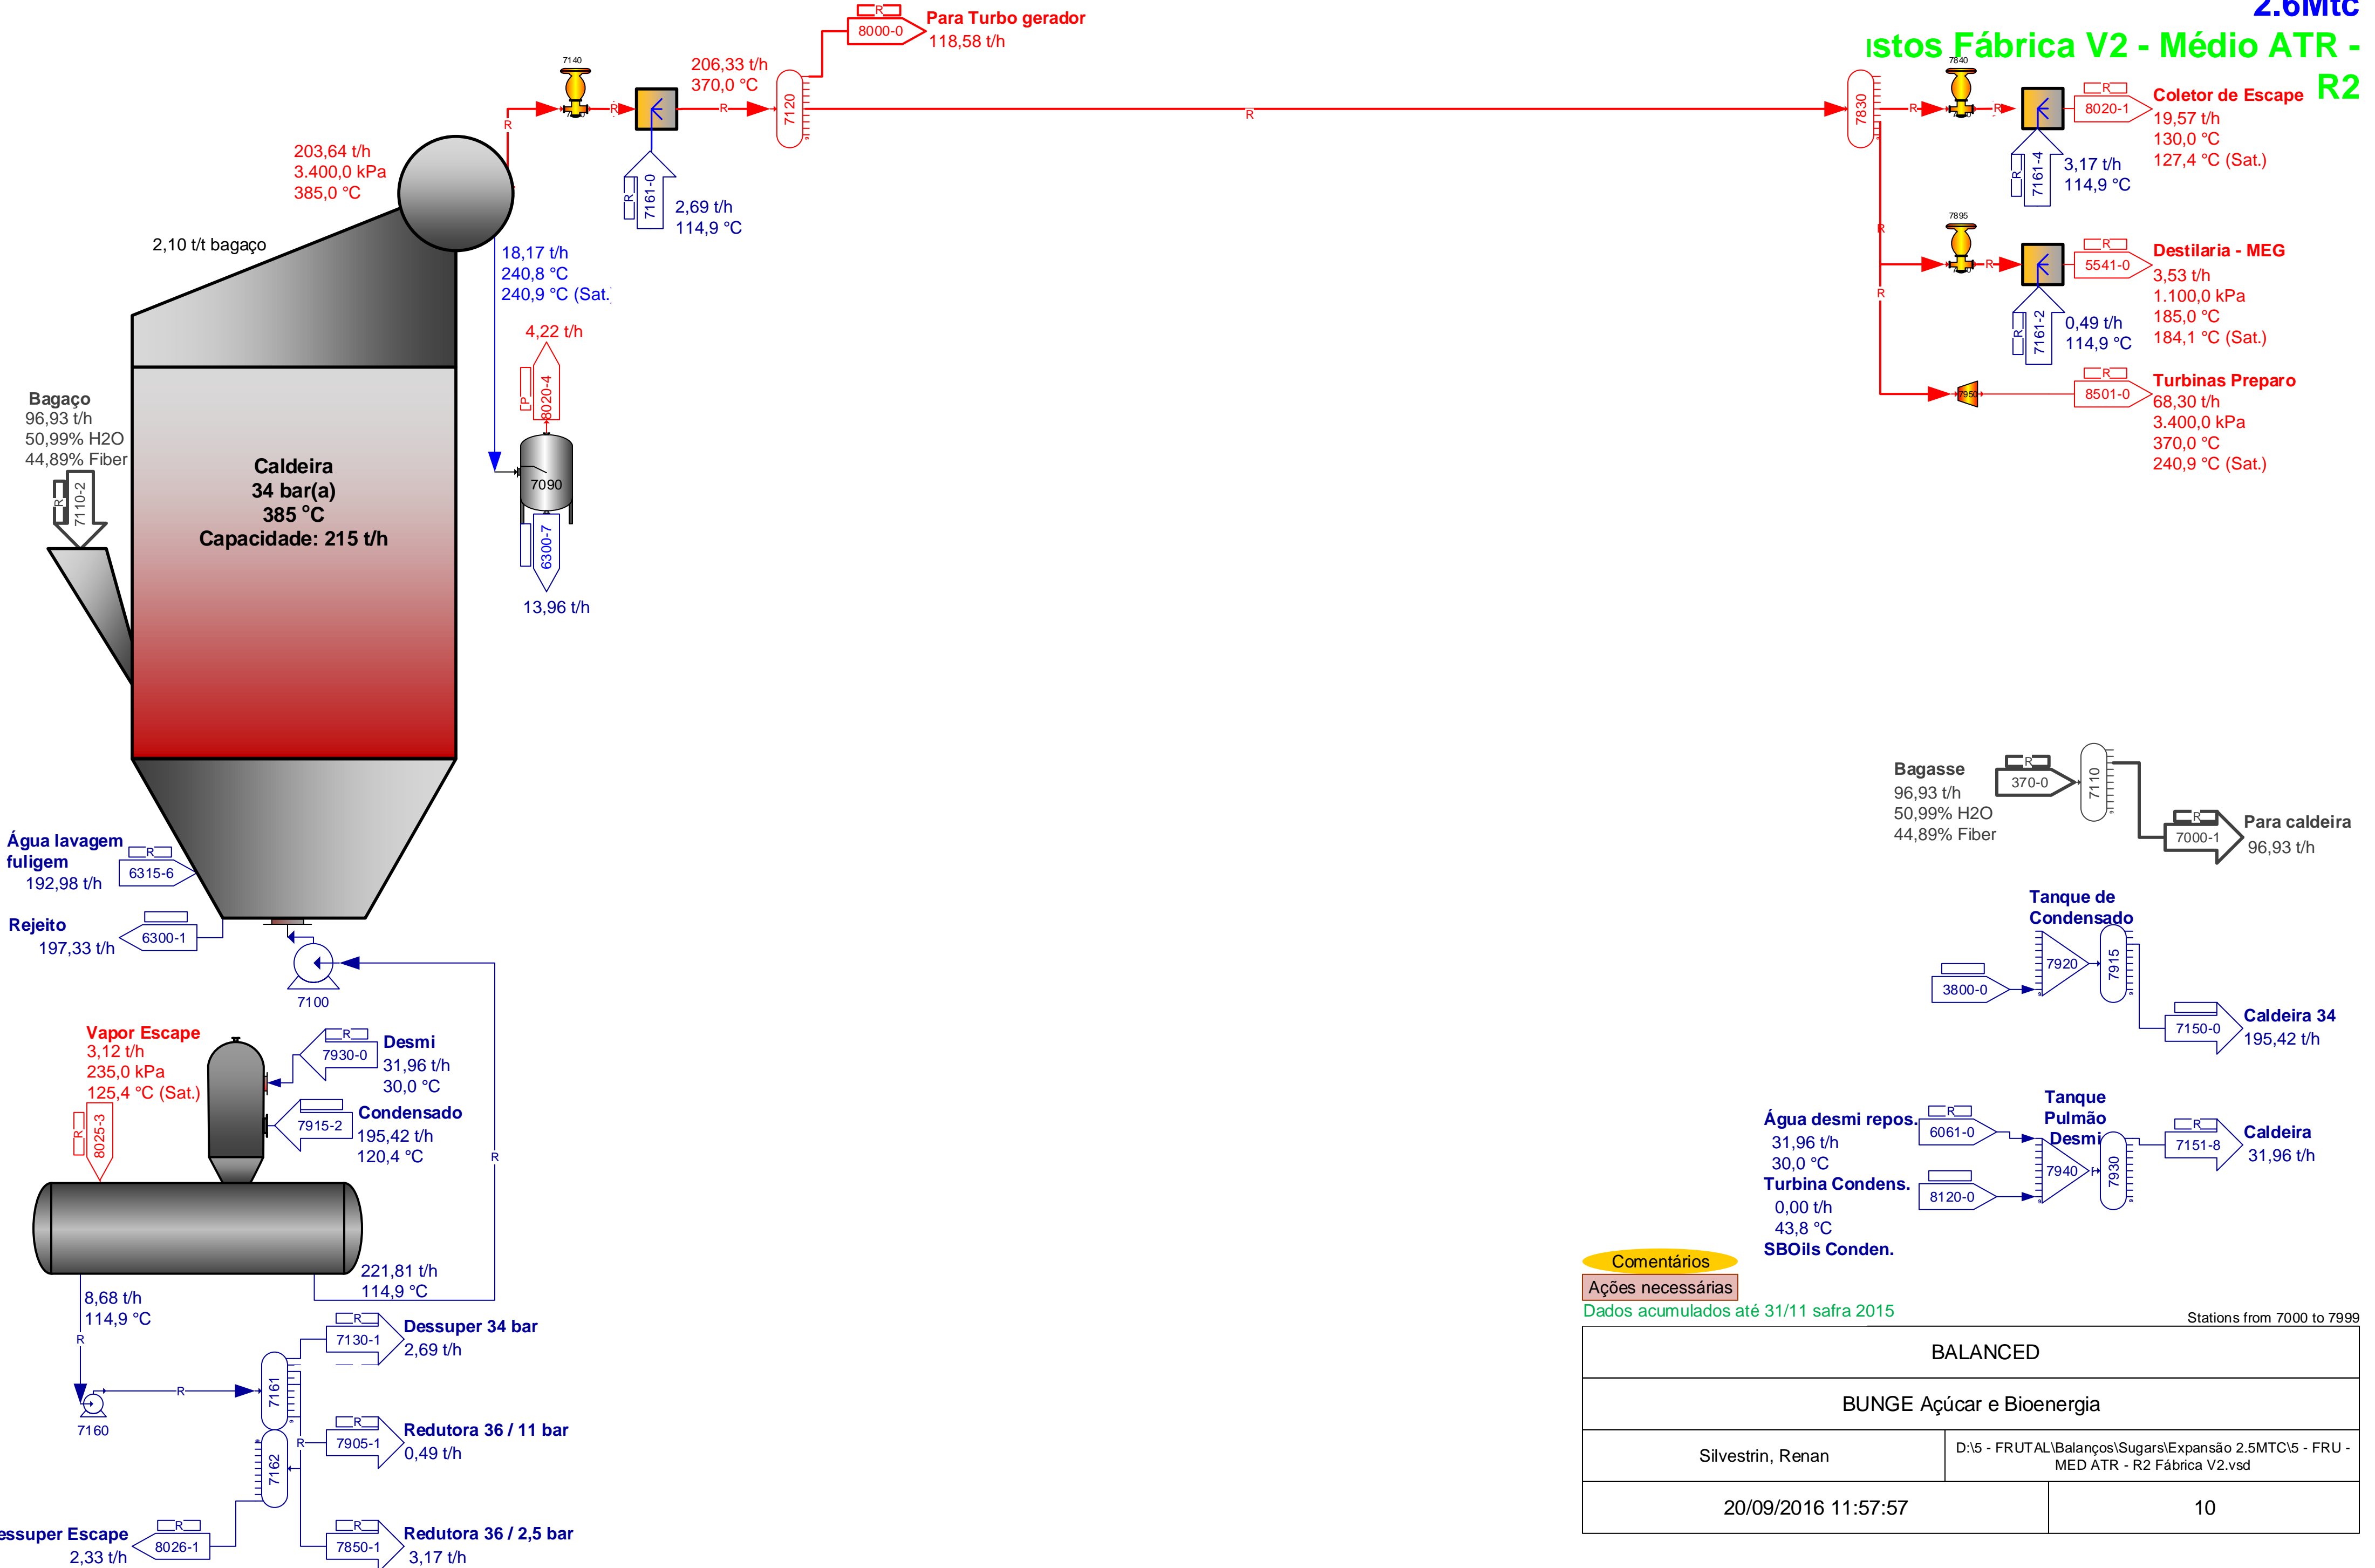 2.6Mtc
stos Fábrica V2 - Médio ATR -
R2
R
8000-0
Para Turbo gerador
118,58 t/h
7140
206,33 t/h
370,0 °C
R
R
R
7120
R
7161-0
R
2,69 t/h
114,9 °C
203,64 t/h
3.400,0 kPa
385,0 °C
2,10 t/t bagaço
18,17 t/h
240,8 °C
240,9 °C (Sat.
4,22 t/h
8020-4
7090
6300-7
13,96 t/h
R
7830
7840
R
R
R
8020-1
Coletor de Escape
19,57 t/h
130,0 °C
127,4 °C (Sat.)
R
7161-4
3,17 t/h
114,9 °C
R
R
7895
R
R
5541-0
Destilaria - MEG
3,53 t/h
1.100,0 kPa
185,0 °C
184,1 °C (Sat.)
R
7161-2
0,49 t/h
114,9 °C
7950
R
8501-0
Turbinas Preparo
68,30 t/h
3.400,0 kPa
370,0 °C
240,9 °C (Sat.)
Bagaço
96,93 t/h
50,99% H2O
44,89% Fiber
R
7110-2
Caldeira
34 bar(a)
385 °C
Capacidade: 215 t/h
Água lavagem
fuligem
192,98 t/h
R
6315-6
Rejeito
197,33 t/h
6300-1
7100
Vapor Escape
3,12 t/h
235,0 kPa
125,4 °C (Sat.)
R
8025-3
R
7930-0
Desmi
31,96 t/h
30,0 °C
7915-2
Condensado
195,42 t/h
120,4 °C
R
221,81 t/h
114,9 °C
8,68 t/h
114,9 °C
R
R
7160
7161
7162
R
7130-1
Dessuper 34 bar
2,69 t/h
R
R
7905-1
Redutora 36 / 11 bar
0,49 t/h
R
7850-1
Redutora 36 / 2,5 bar
3,17 t/h
essuper Escape
2,33 t/h
R
8026-1
Bagasse
96,93 t/h
50,99% H2O
44,89% Fiber
R
370-0
7110
R
7000-1
Para caldeira
96,93 t/h
Tanque de
Condensado
3800-0
7920
7915
7150-0
Caldeira 34
195,42 t/h
Água desmi repos.
31,96 t/h
30,0 °C
Turbina Condens.
0,00 t/h
43,8 °C
SBOils Conden.
R
6061-0
8120-0
Tanque
Pulmão
Desmi
7940
7930
R
7151-8
Caldeira
31,96 t/h
Comentários
Ações necessárias
Dados acumulados até 31/11 safra 2015
Stations from 7000 to 7999
BALANCED
BUNGE Açúcar e Bioenergia
Silvestrin, Renan
D:\5 - FRUTAL\Balanços\Sugars\Expansão 2.5MTC\5 - FRU -
MED ATR - R2 Fábrica V2.vsd
20/09/2016 11:57:57
10